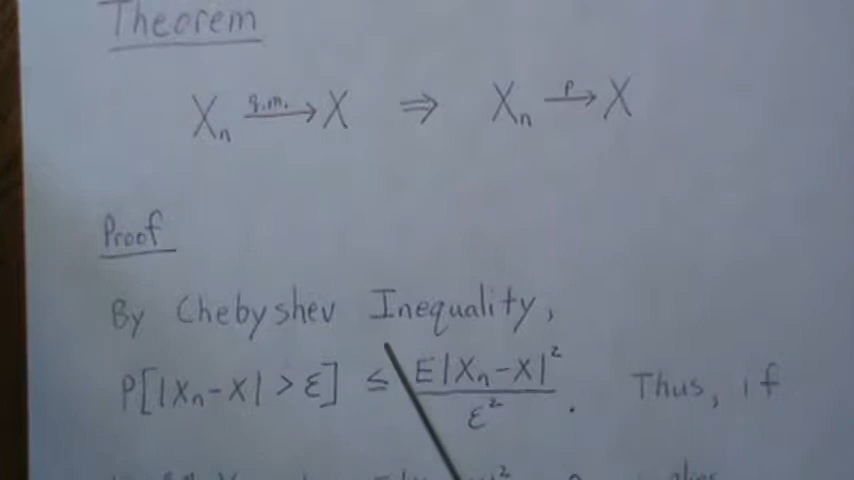 Theorem
Xₙ —q.m.→ X ⇒ Xₙ —p→ X
Proof
By Chebyshev Inequality,
P[|Xₙ-X| > ε] ≤ E|Xₙ-X|² / ε² . Thus, if